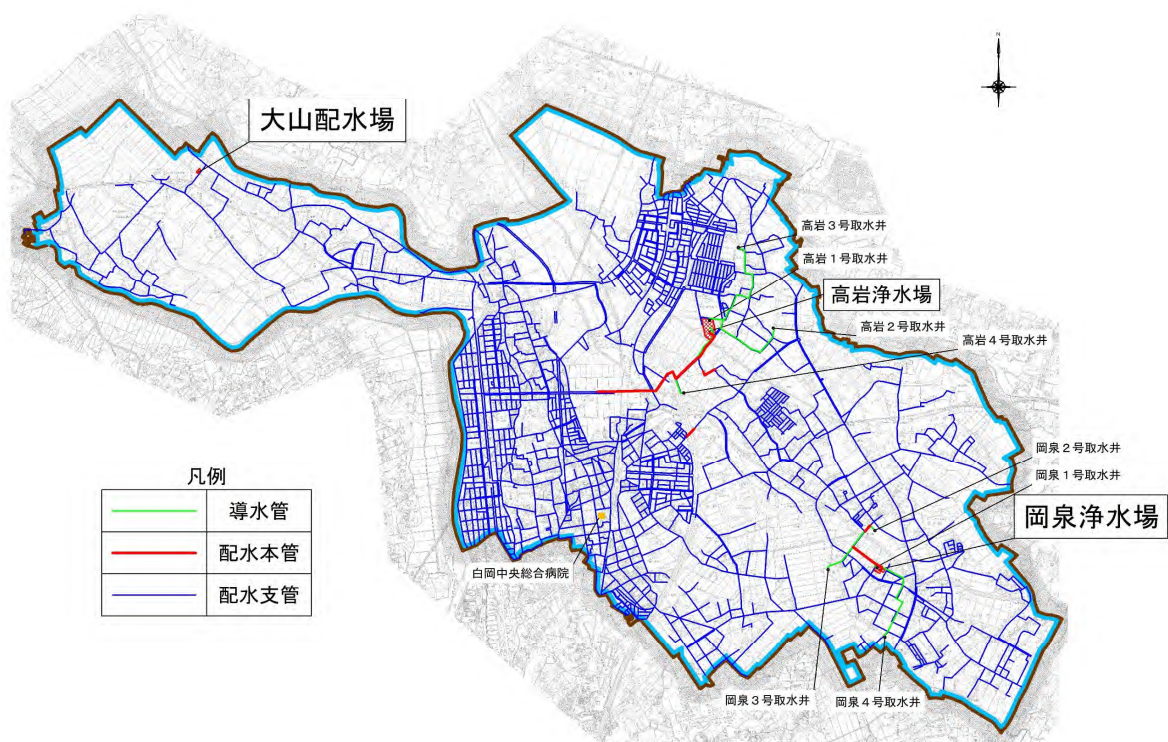 N
大山配水場
高岩3号取水井
高岩1号取水井
高岩浄水場
高岩2号取水井
高岩4号取水井
岡泉2号取水井
岡泉1号取水井
岡泉浄水場
凡例
導水管
配水本管
配水支管
白岡中央総合病院
岡泉3号取水井
岡泉4号取水井